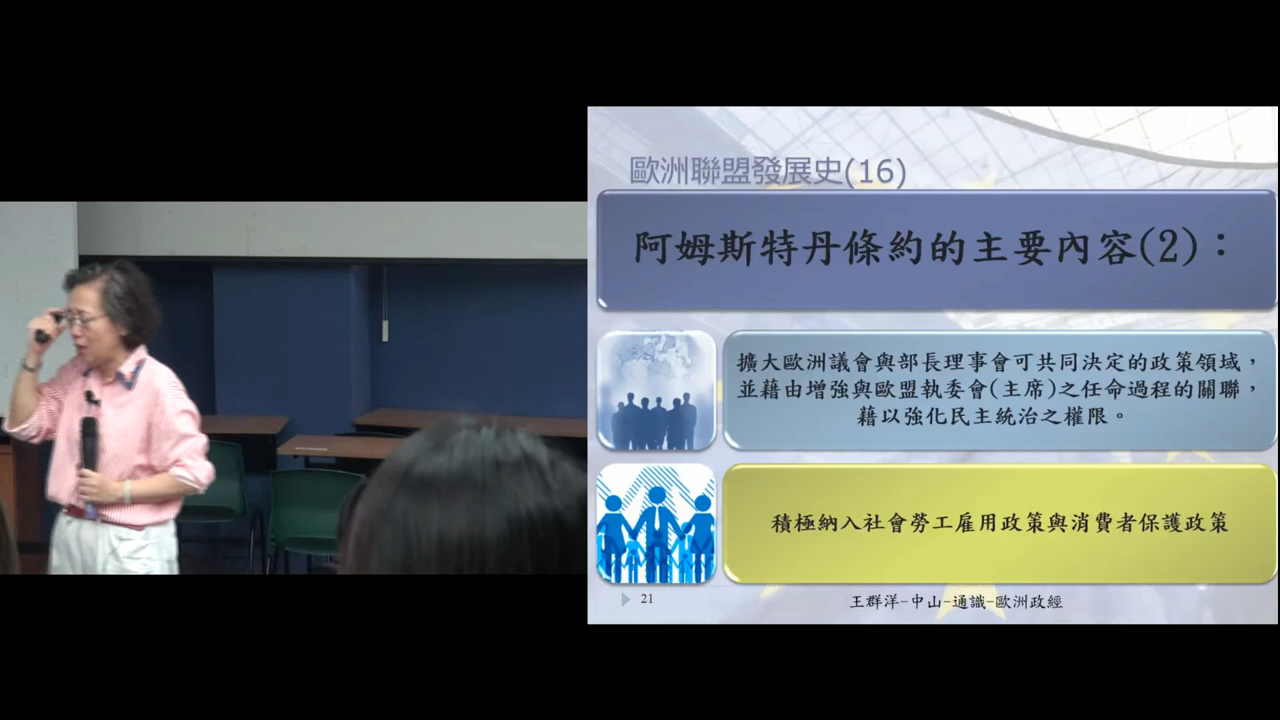 歐洲聯盟發展史(16)
阿姆斯特丹條約的主要內容(2)：
擴大歐洲議會與部長理事會可共同決定的政策領域，
並藉由增強與歐盟執委會(主席)之任命過程的關聯，
藉以強化民主統治之權限。
積極納入社會勞工雇用政策與消費者保護政策
21
王群洋-中山-通識-歐洲政經